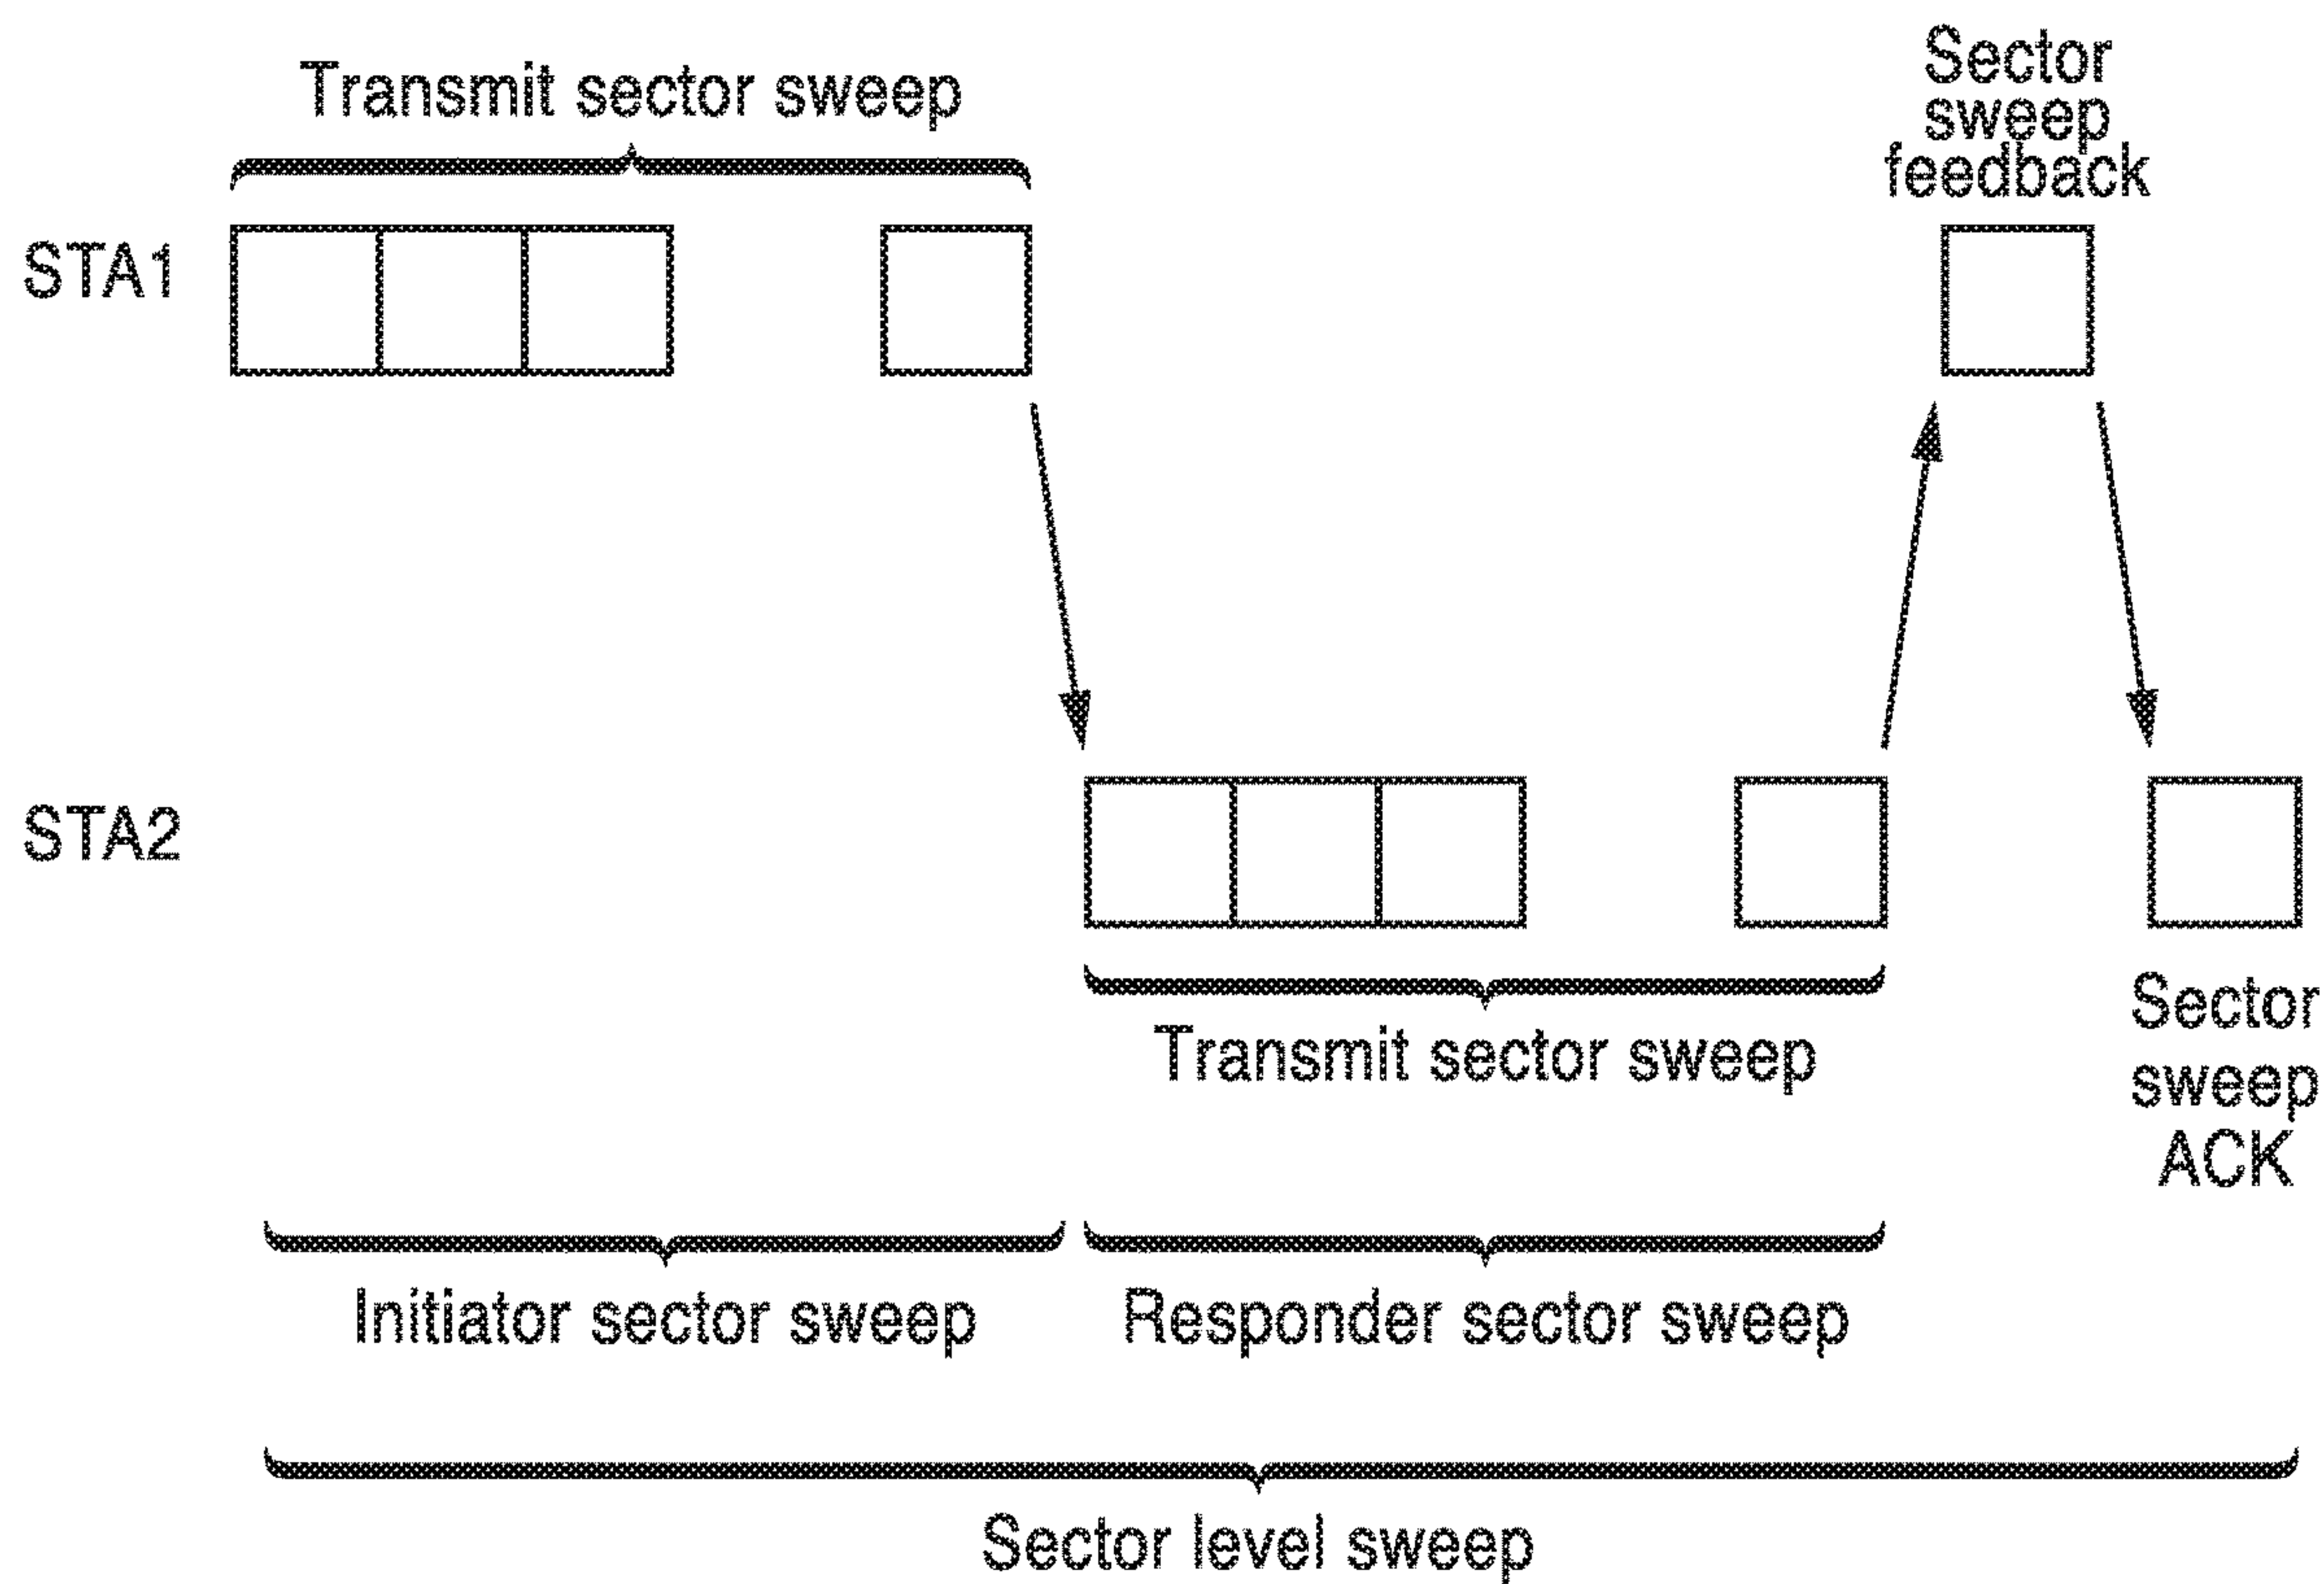 Transmit sector sweep
Sector
sweep
feedback
STA1
STA2
Transmit sector sweep
Sector
sweep
ACK
Initiator sector sweep
Responder sector sweep
Sector level sweep